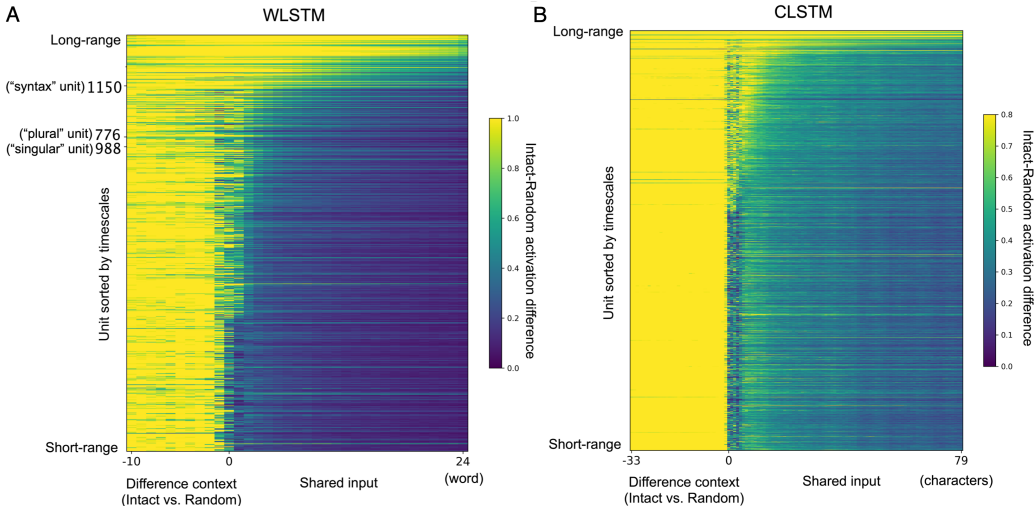 A
WLSTM
Long-range
("syntax" unit) 1150
("plural" unit) 776
("singular" unit) 988
Unit sorted by timescales
Short-range
-10
0
24
(word)
Difference context
(Intact vs. Random)
Shared input
1.0
0.8
0.6
0.4
0.2
0.0
Intact-Random activation difference
B
CLSTM
Long-range
Unit sorted by timescales
Short-range
-33
0
79
Difference context
(Intact vs. Random)
Shared input
(characters)
0.8
0.7
0.6
0.5
0.4
0.3
0.2
0.1
0.0
Intact-Random activation difference